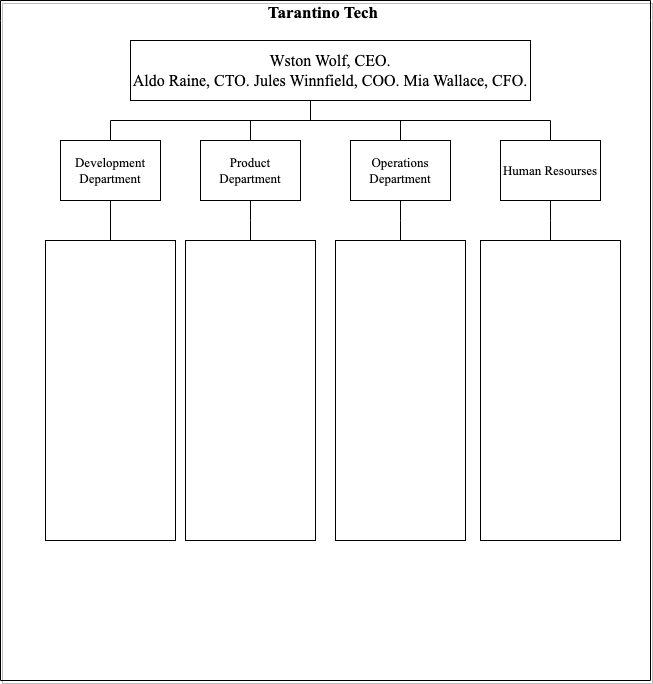 Tarantino Tech
Wston Wolf, CEO.
Aldo Raine, CTO. Jules Winnfield, COO. Mia Wallace, CFO.
Development
Department
Product
Department
Operations
Department
Human Resourses